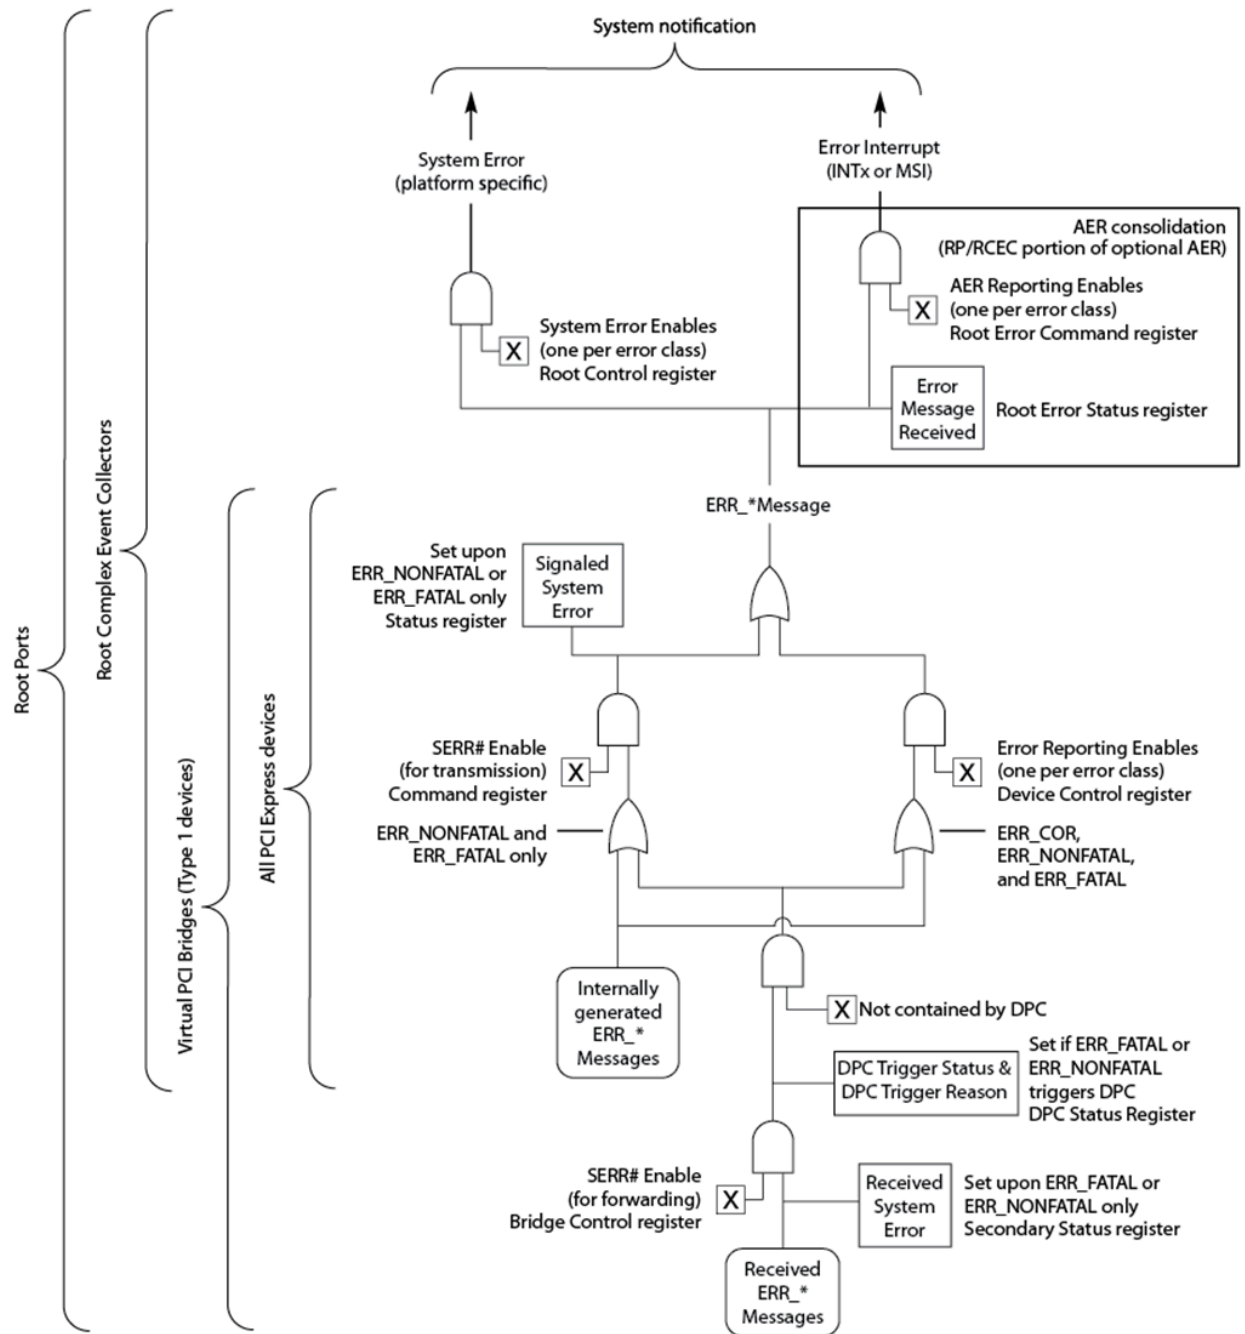 System notification
System Error
(platform specific)
Error Interrupt
(INTx or MSI)
AER consolidation
(RP/RCEC portion of optional AER)
AER Reporting Enables
(one per error class)
Root Error Command register
X
System Error Enables
(one per error class)
Root Control register
X
Error
Message
Received
Root Error Status register
ERR_*Message
Set upon
ERR_NONFATAL or
ERR_FATAL only
Status register
Signaled
System
Error
SERR# Enable
(for transmission)
Command register
X
Error Reporting Enables
(one per error class)
Device Control register
X
ERR_NONFATAL and
ERR_FATAL only
ERR_COR,
ERR_NONFATAL,
and ERR_FATAL
Internally
generated
ERR_*
Messages
X
Not contained by DPC
DPC Trigger Status &
DPC Trigger Reason
Set if ERR_FATAL or
ERR_NONFATAL
triggers DPC
DPC Status Register
SERR# Enable
(for forwarding)
Bridge Control register
X
Received
System
Error
Set upon ERR_FATAL or
ERR_NONFATAL only
Secondary Status register
Received
ERR_*
Messages
Root Ports
Root Complex Event Collectors
Virtual PCI Bridges (Type 1 devices)
All PCI Express devices